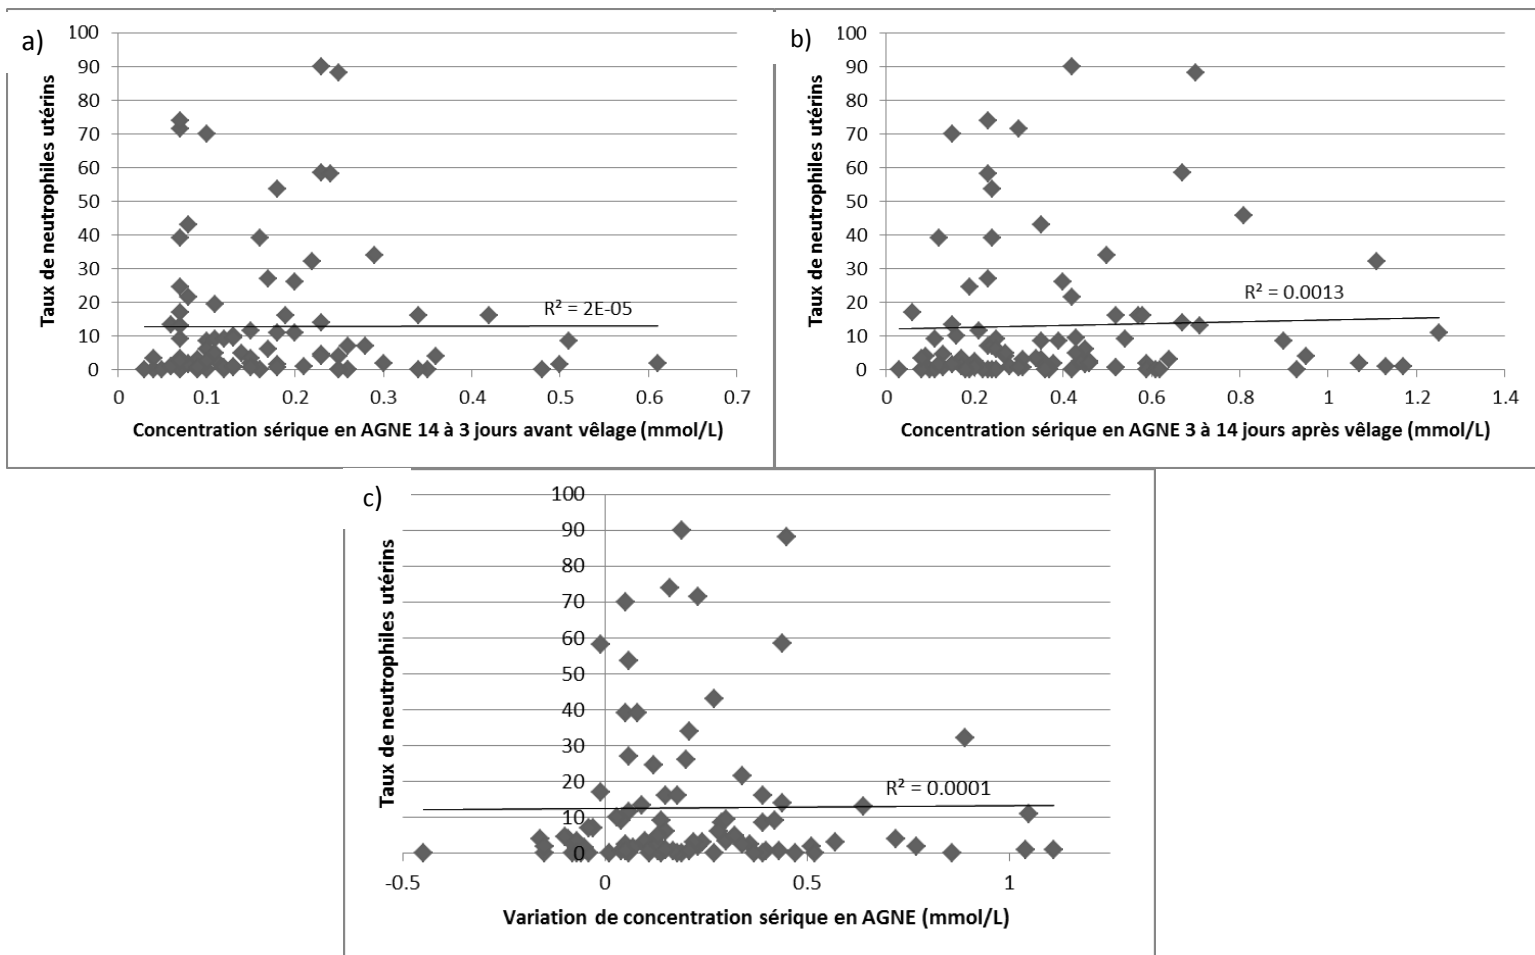 a)
Taux de neutrophiles utérins
100
90
80
70
60
50
40
30
20
10
0
R² = 2E-05
0 0.1 0.2 0.3 0.4 0.5 0.6 0.7
Concentration sérique en AGNE 14 à 3 jours avant vêlage (mmol/L)
b)
Taux de neutrophiles utérins
100
90
80
70
60
50
40
30
20
10
0
R² = 0.0013
0 0.2 0.4 0.6 0.8 1 1.2 1.4
Concentration sérique en AGNE 3 à 14 jours après vêlage (mmol/L)
c)
Taux de neutrophiles utérins
100
90
80
70
60
50
40
30
20
10
0
R² = 0.0001
-0.5 0 0.5 1
Variation de concentration sérique en AGNE (mmol/L)